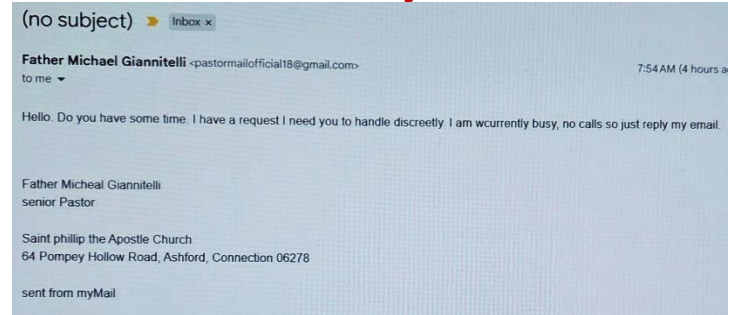 (no subject) Inbox x
Father Michael Giannitelli <pastormailofficial18@gmail.com> 7:54 AM (4 hours a
to me
Hello. Do you have some time. I have a request I need you to handle discreetly. I am wcurrently busy, no calls so just reply my email.
Father Micheal Giannitelli
senior Pastor
Saint phillip the Apostle Church
64 Pompey Hollow Road, Ashford, Connection 06278
sent from myMail